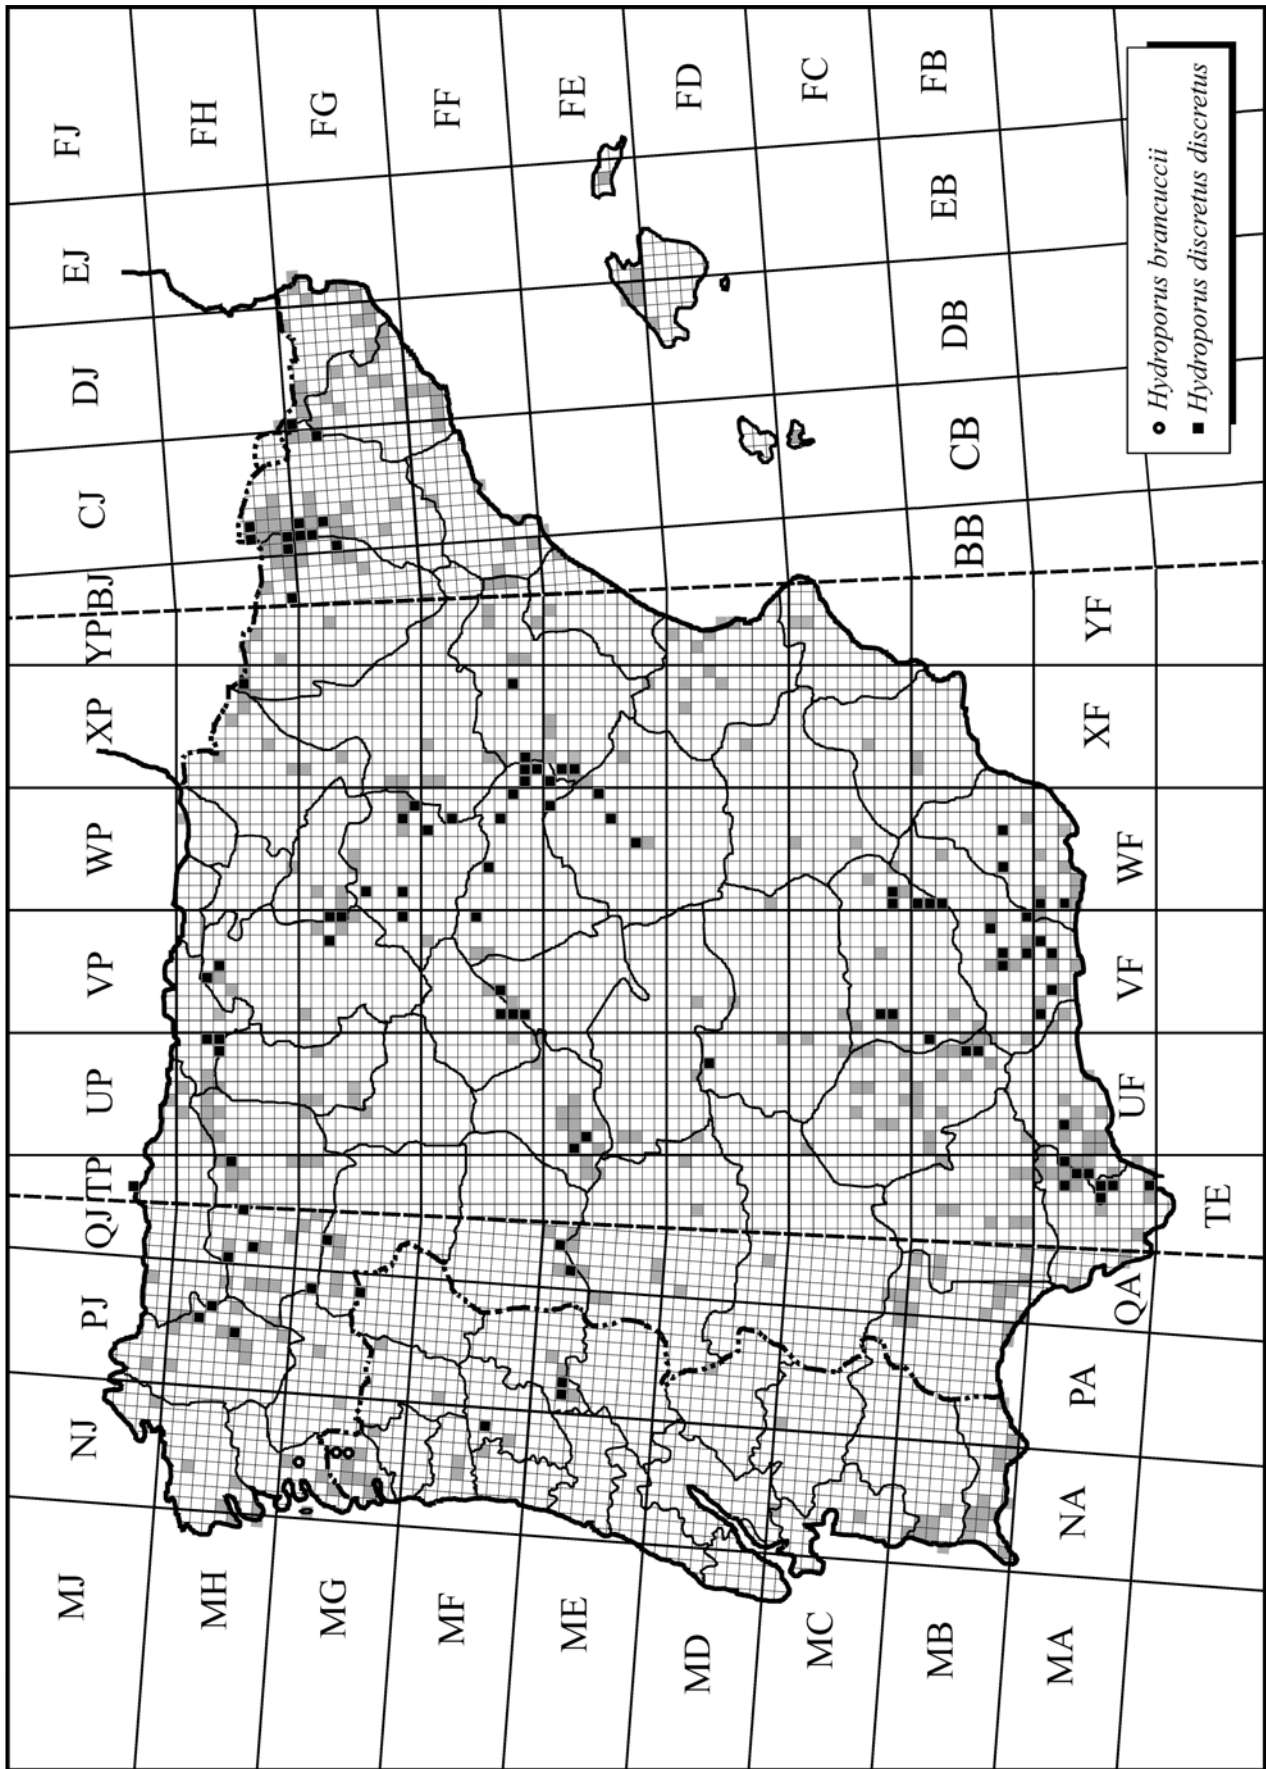 MJ NJ PJ QJ TP UP VP WP XP YP BJ CJ DJ EJ FJ
MH FH
MG FG
MF FF
ME FE
MD FD
MC FC
MB BB CB DB EB FB
MA NA PA QA TE UF VF WF XF YF
Hydroporus brancuccii
Hydroporus discretus discretus